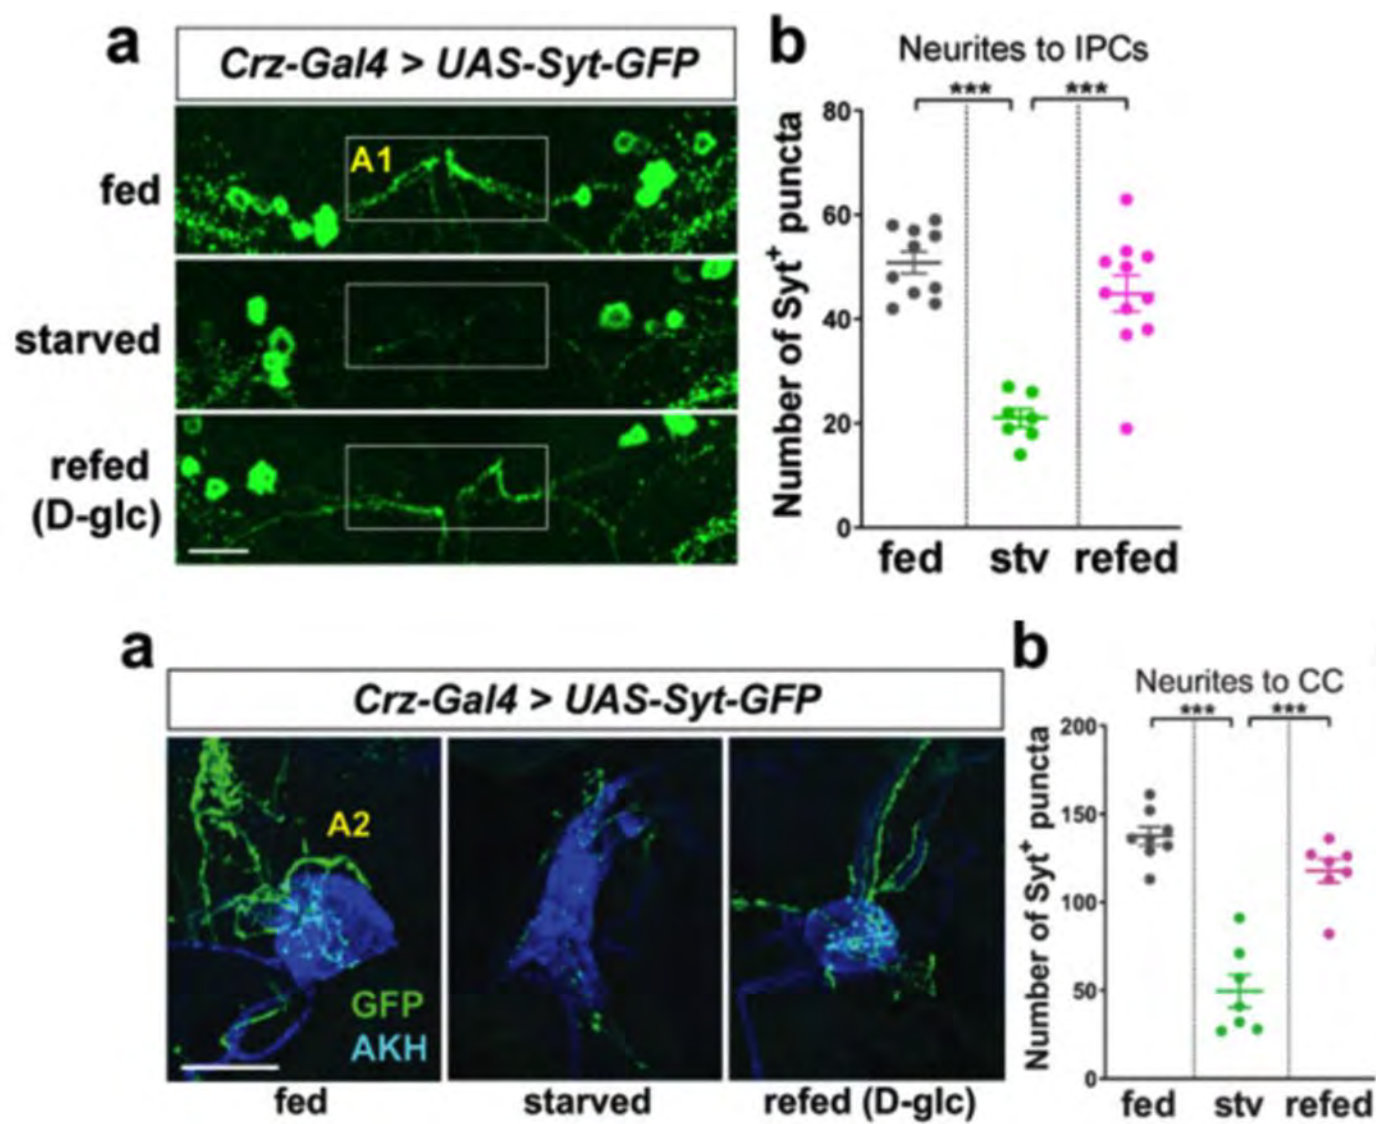 a
Crz-Gal4 > UAS-Syt-GFP
fed
A1
starved
refed
(D-glc)
b
Neurites to IPCs
*** ***
Number of Syt+ puncta
80
60
40
20
0
fed stv refed
a
Crz-Gal4 > UAS-Syt-GFP
A2
GFP
AKH
fed starved refed (D-glc)
b
Neurites to CC
*** ***
Number of Syt+ puncta
200
150
100
50
0
fed stv refed